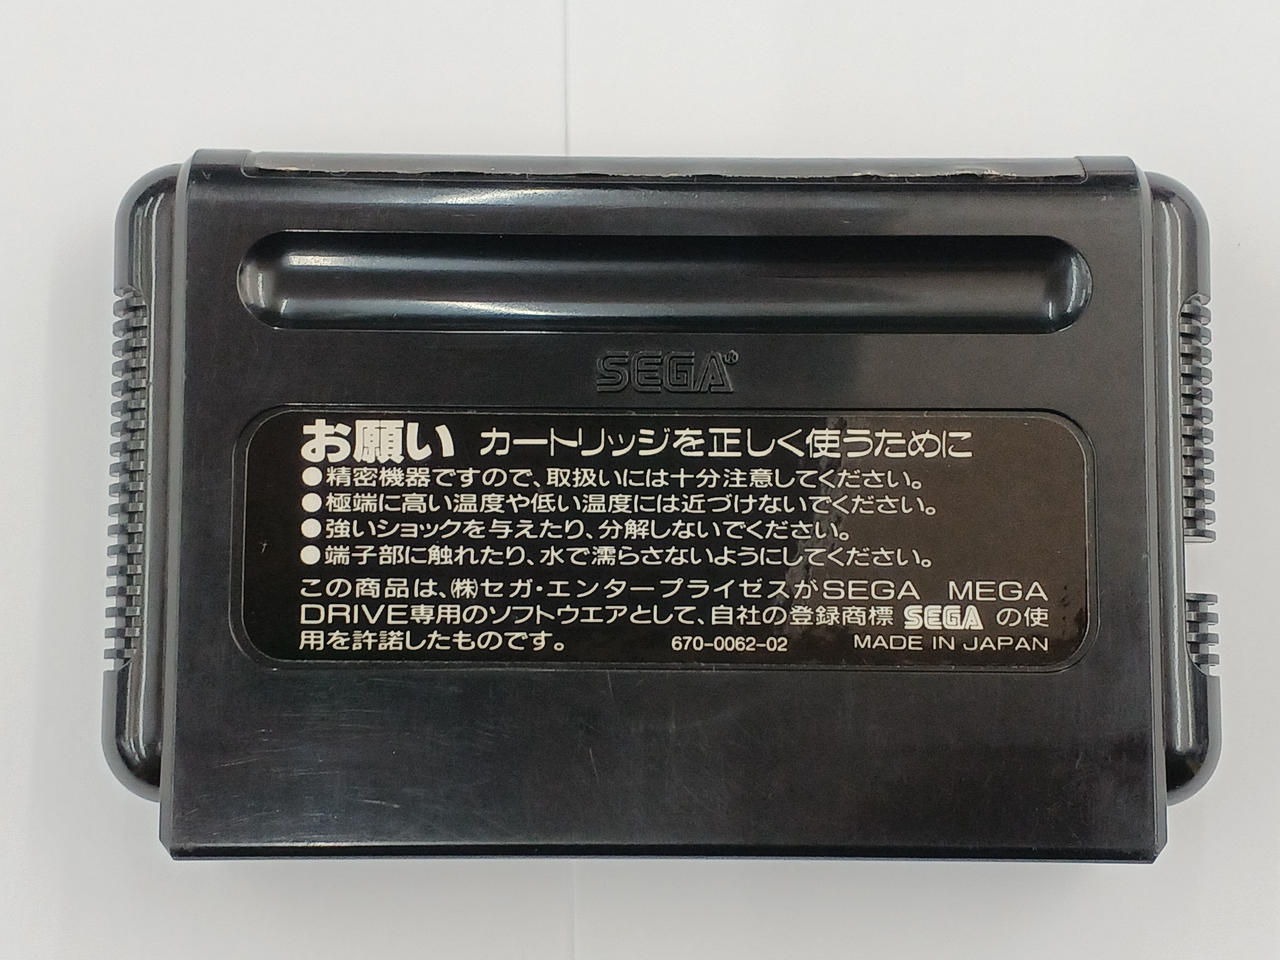 SEGA®
お願い カートリッジを正しく使うために
●精密機器ですので、取扱いには十分注意してください。
●極端に高い温度や低い温度には近づけないでください。
●強いショックを与えたり、分解しないでください。
●端子部に触れたり、水で濡らさないようにしてください。
この商品は、(株)セガ・エンタープライゼスがSEGA MEGA
DRIVE専用のソフトウエアとして、自社の登録商標 SEGA の使
用を許諾したものです。 670-0062-02 MADE IN JAPAN